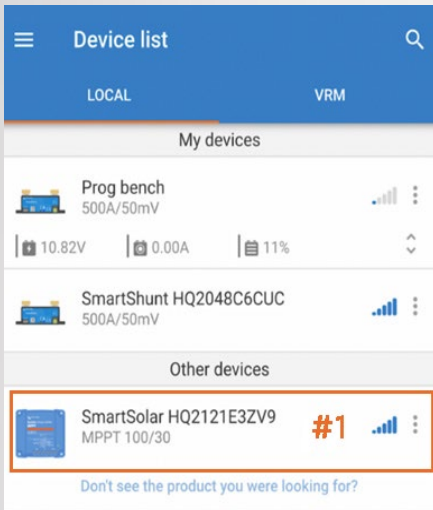 Device list
LOCAL VRM
My devices
Prog bench
500A/50mV
10.82V 0.00A 11%
SmartShunt HQ2048C6CUC
500A/50mV
Other devices
SmartSolar HQ2121E3ZV9
#1
MPPT 100/30
Don't see the product you were looking for?